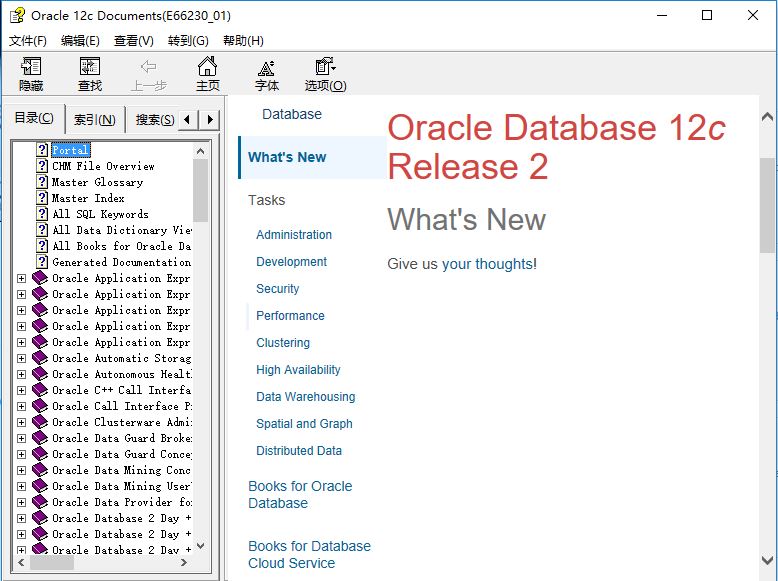 Oracle 12c Documents(E66230_01)
文件(F) 编辑(E) 查看(V) 转到(G) 帮助(H)
隐藏 查找 上一步 主页 字体 选项(O)
目录(C) 索引(N) 搜索(S)
Portal
CHM File Overview
Master Glossary
Master Index
All SQL Keywords
All Data Dictionary Vie
All Books for Oracle Da
Generated Documentation
Oracle Application Expr
Oracle Application Expr
Oracle Application Expr
Oracle Application Expr
Oracle Application Expr
Oracle Automatic Storag
Oracle Autonomous Healt
Oracle C++ Call Interfa
Oracle Call Interface P
Oracle Clusterware Admi
Oracle Data Guard Broke
Oracle Data Guard Conce
Oracle Data Mining Conc
Oracle Data Mining User
Oracle Data Provider fo
Oracle Database 2 Day +
Oracle Database 2 Day +
Oracle Database 2 Day +
Database
What's New
Tasks
Administration
Development
Security
Performance
Clustering
High Availability
Data Warehousing
Spatial and Graph
Distributed Data
Books for Oracle
Database
Books for Database
Cloud Service
Oracle Database 12c
Release 2
What's New
Give us your thoughts!